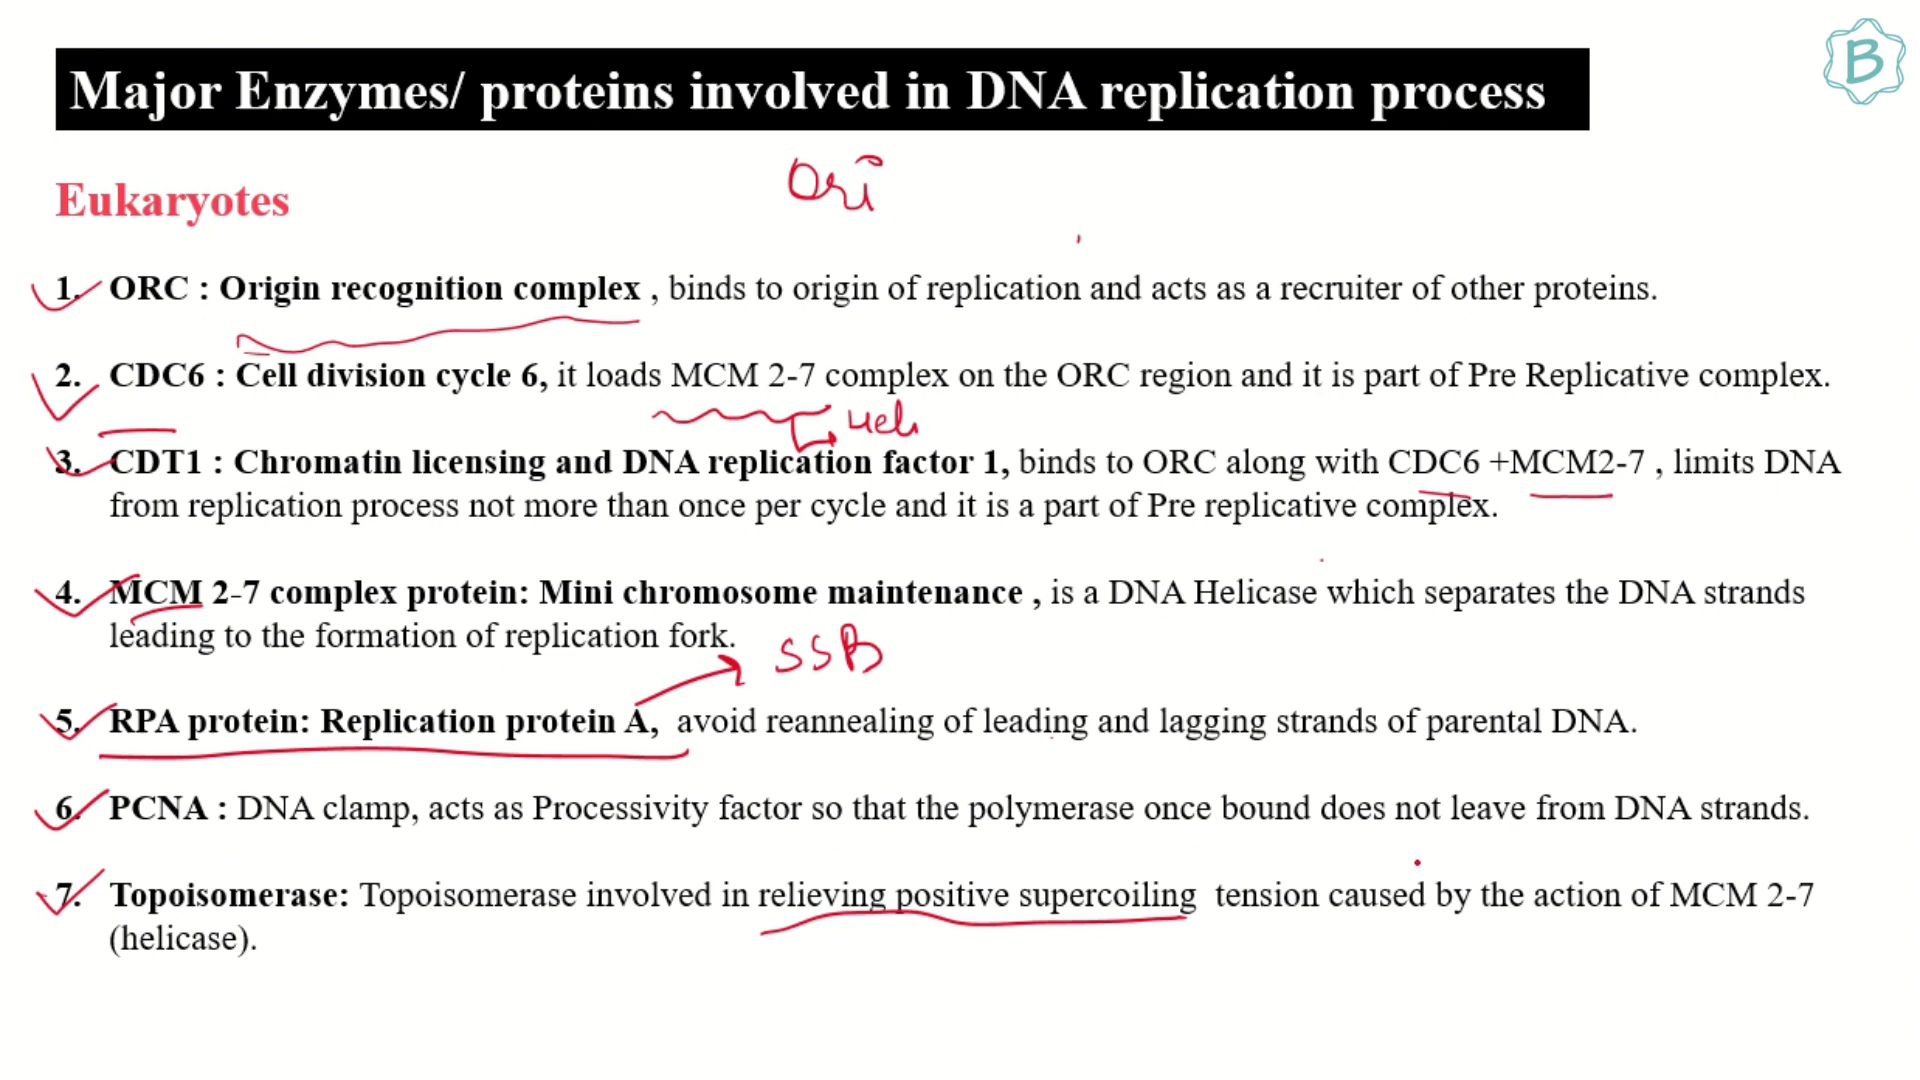 B
Major Enzymes/ proteins involved in DNA replication process
Ori
Eukaryotes
1. ORC : Origin recognition complex , binds to origin of replication and acts as a recruiter of other proteins.
2. CDC6 : Cell division cycle 6, it loads MCM 2-7 complex on the ORC region and it is part of Pre Replicative complex.
Heli
3. CDT1 : Chromatin licensing and DNA replication factor 1, binds to ORC along with CDC6 +MCM2-7 , limits DNA
from replication process not more than once per cycle and it is a part of Pre replicative complex.
4. MCM 2-7 complex protein: Mini chromosome maintenance , is a DNA Helicase which separates the DNA strands
leading to the formation of replication fork.
SSB
5. RPA protein: Replication protein A, avoid reannealing of leading and lagging strands of parental DNA.
6. PCNA : DNA clamp, acts as Processivity factor so that the polymerase once bound does not leave from DNA strands.
7. Topoisomerase: Topoisomerase involved in relieving positive supercoiling tension caused by the action of MCM 2-7
(helicase).